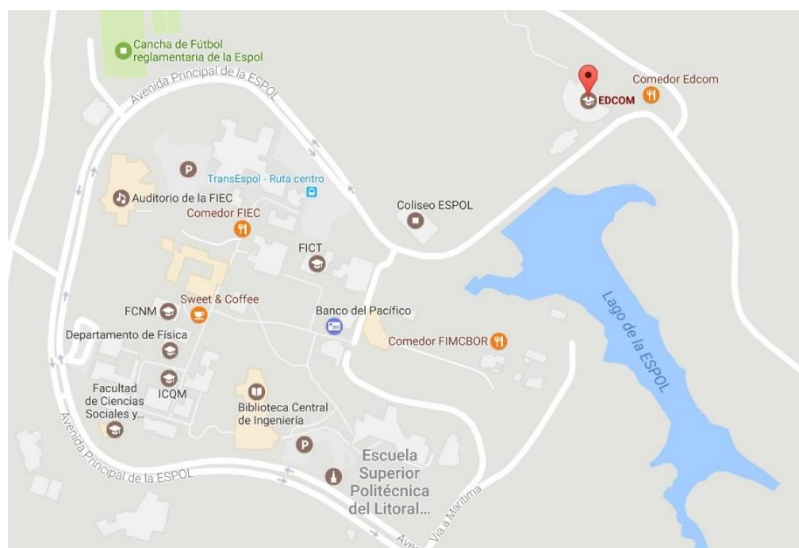 Cancha de Fútbol
reglamentaria de la Espol
Avenida Principal de la ESPOL
Comedor Edcom
EDCOM
P
TransEspol - Ruta centro
Auditorio de la FIEC
Coliseo ESPOL
Comedor FIEC
FICT
Sweet & Coffee
FCNM
Banco del Pacífico
Lago de la ESPOL
Departamento de Física
Comedor FIMCBOR
ICQM
Facultad
de Ciencias
Sociales y...
Biblioteca Central
de Ingeniería
P
Avenida Principal de la ESPOL
Escuela
Superior
Politécnica
del Litoral...
Via a Marítima
Aven